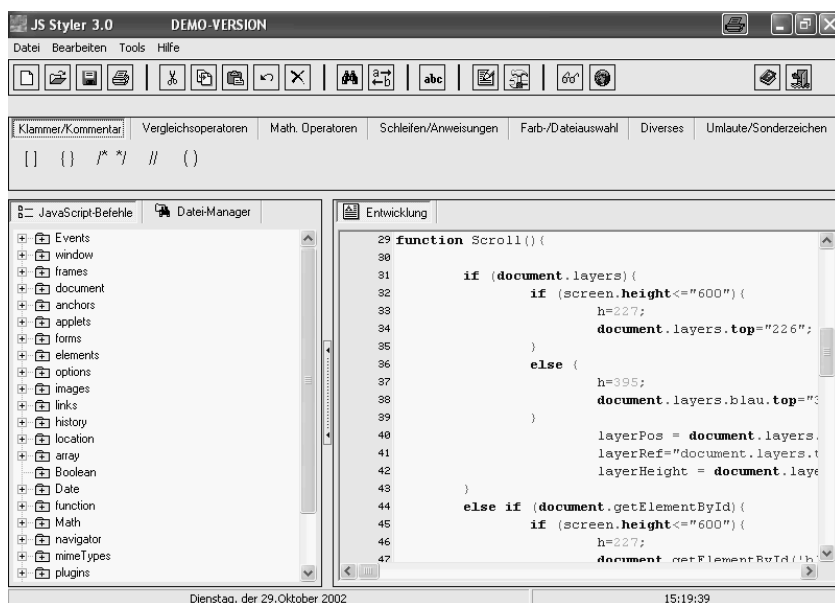 JS Styler 3.0 DEMO-VERSION
Datei Bearbeiten Tools Hilfe
abc
Klammer/Kommentar Vergleichsoperatoren Math. Operatoren Schleifen/Anweisungen Farb-/Dateiauswahl Diverses Umlaute/Sonderzeichen
[ ] { } /* */ // ( )
JavaScript-Befehle Datei-Manager
Events
window
frames
document
anchors
applets
forms
elements
options
images
links
history
location
array
Boolean
Date
function
Math
navigator
mimeTypes
plugins
Entwicklung
29 function Scroll(){
30
31 if (document.layers){
32 if (screen.height<="600"){
33 h=227;
34 document.layers.top="226";
35 }
36 else {
37 h=395;
38 document.layers.blau.top="3
39 }
40 layerPos = document.layers.
41 layerRef="document.layers.t
42 layerHeight = document.laye
43 }
44 else if (document.getElementById){
45 if (screen.height<="600"){
46 h=227;
47 document.getElementById('b
Dienstag, der 29.Oktober 2002 15:19:39